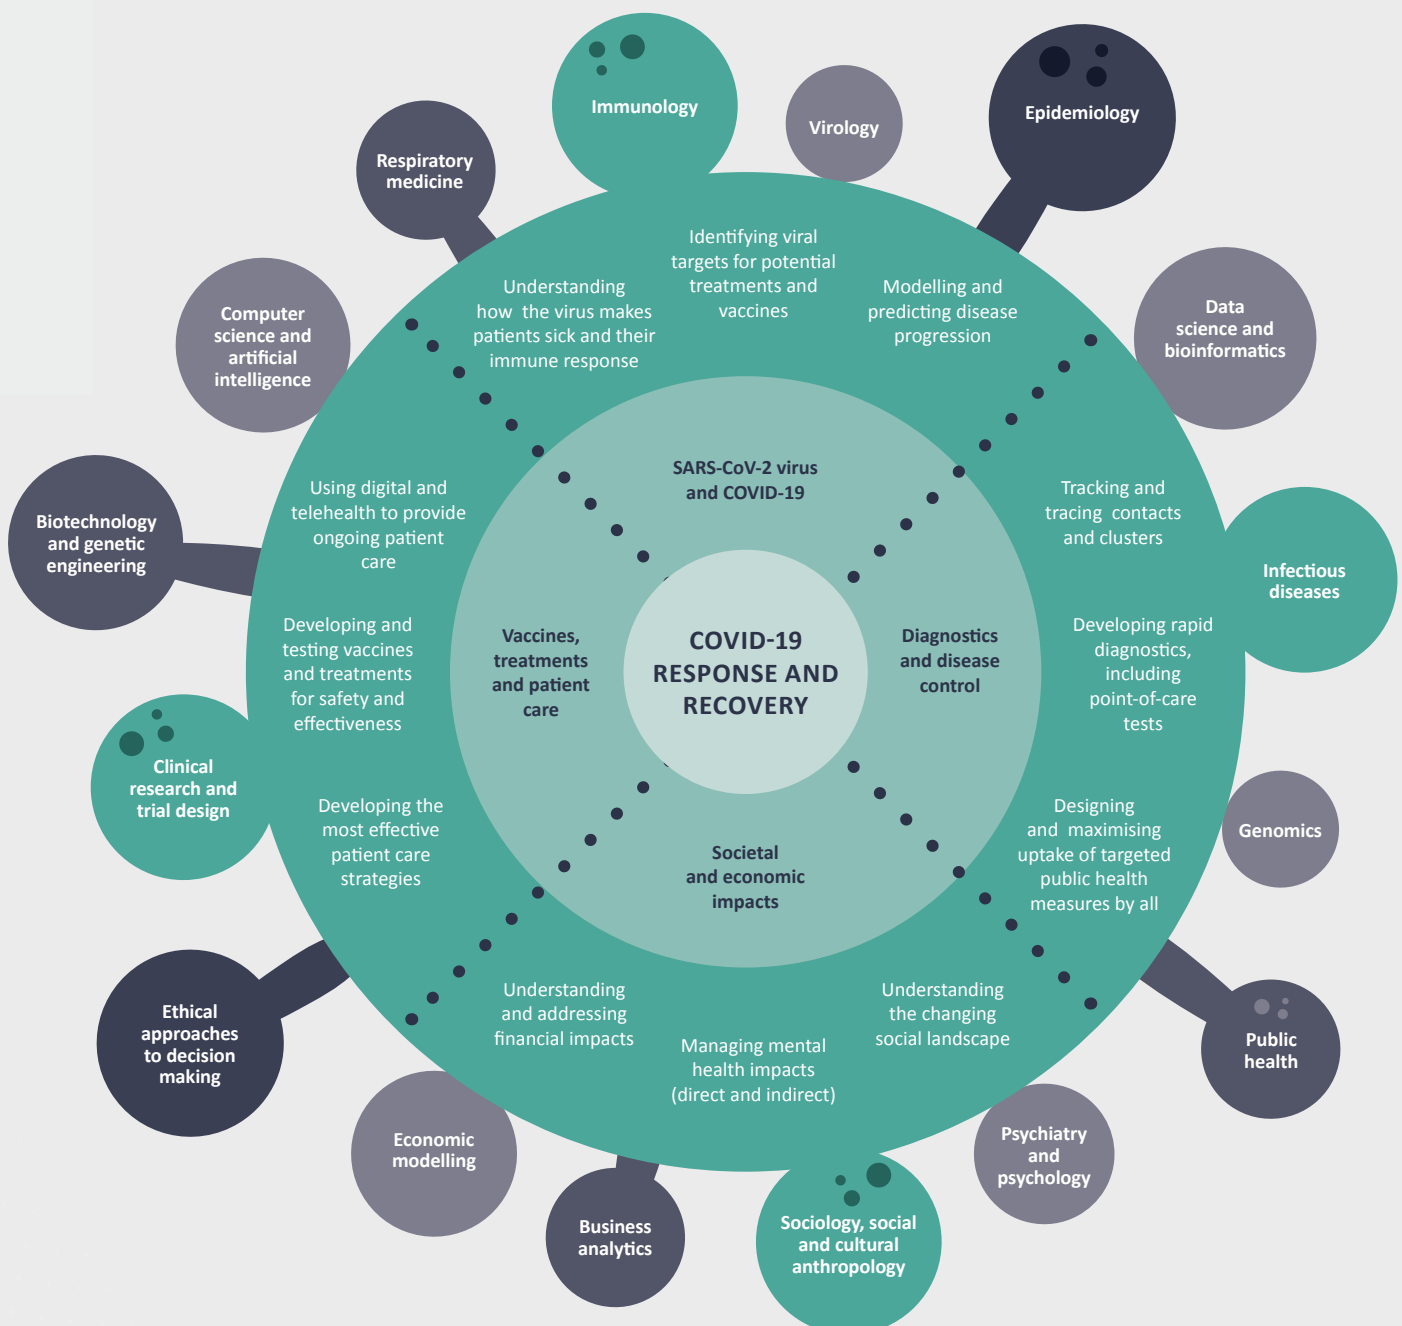 Immunology
Virology
Epidemiology
Respiratory
medicine
Data
science and
bioinformatics
Computer
science and
artificial
intelligence
Infectious
diseases
Biotechnology
and genetic
engineering
Genomics
Clinical
research and
trial design
Public
health
Ethical
approaches
to decision
making
Psychiatry
and
psychology
Economic
modelling
Sociology, social
and cultural
anthropology
Business
analytics
Understanding
how  the virus makes
patients sick and their
immune response
Identifying viral
targets for potential
treatments and
vaccines
Modelling and
predicting disease
progression
Tracking and
tracing  contacts
and clusters
Developing rapid
diagnostics,
including
point-of-care
tests
Designing
and  maximising
uptake of targeted
public health
measures by all
Understanding
the changing
social landscape
Managing mental
health impacts
(direct and indirect)
Understanding
and addressing
financial impacts
Developing the
most effective
patient care
strategies
Developing and
testing vaccines
and treatments
for safety and
effectiveness
Using digital and
telehealth to provide
ongoing patient
care
SARS-CoV-2 virus
and COVID-19
Diagnostics
and disease
control
Societal
and economic
impacts
Vaccines,
treatments
and patient
care
COVID-19
RESPONSE AND
RECOVERY